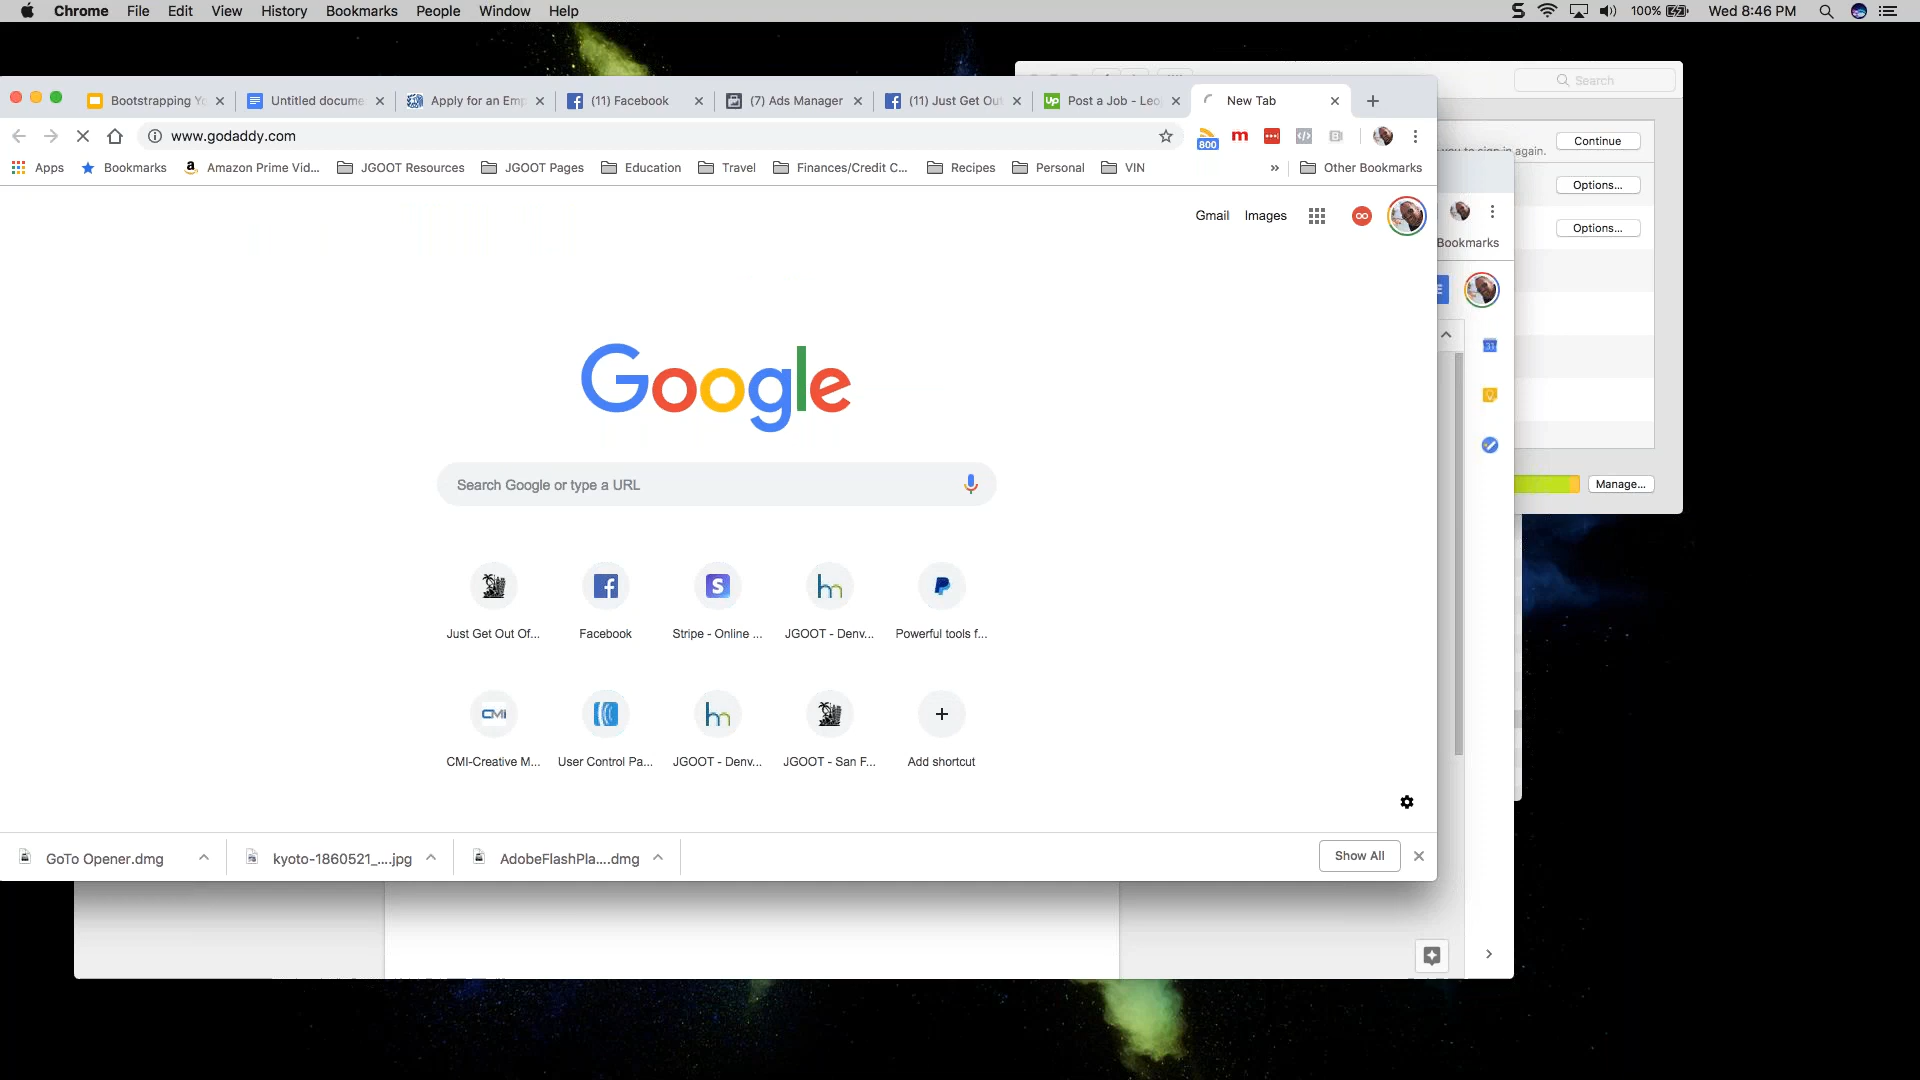 Chrome File Edit View History Bookmarks People Window Help
100% Wed 8:46 PM
Search
Bootstrapping Yo
Untitled docume
Apply for an Emp
(11) Facebook
(7) Ads Manager
(11) Just Get Out
Post a Job - Leo
New Tab
www.godaddy.com
800
Apps Bookmarks Amazon Prime Vid... JGOOT Resources JGOOT Pages Education Travel Finances/Credit C... Recipes Personal VIN » Other Bookmarks
you to sign in again.
Continue
Options...
Options...
Bookmarks
Gmail Images
Google
Search Google or type a URL
Manage...
Just Get Out Of... Facebook Stripe - Online ... JGOOT - Denv... Powerful tools f...
CMI-Creative M... User Control Pa... JGOOT - Denv... JGOOT - San F... Add shortcut
GoTo Opener.dmg kyoto-1860521_....jpg AdobeFlashPla....dmg Show All